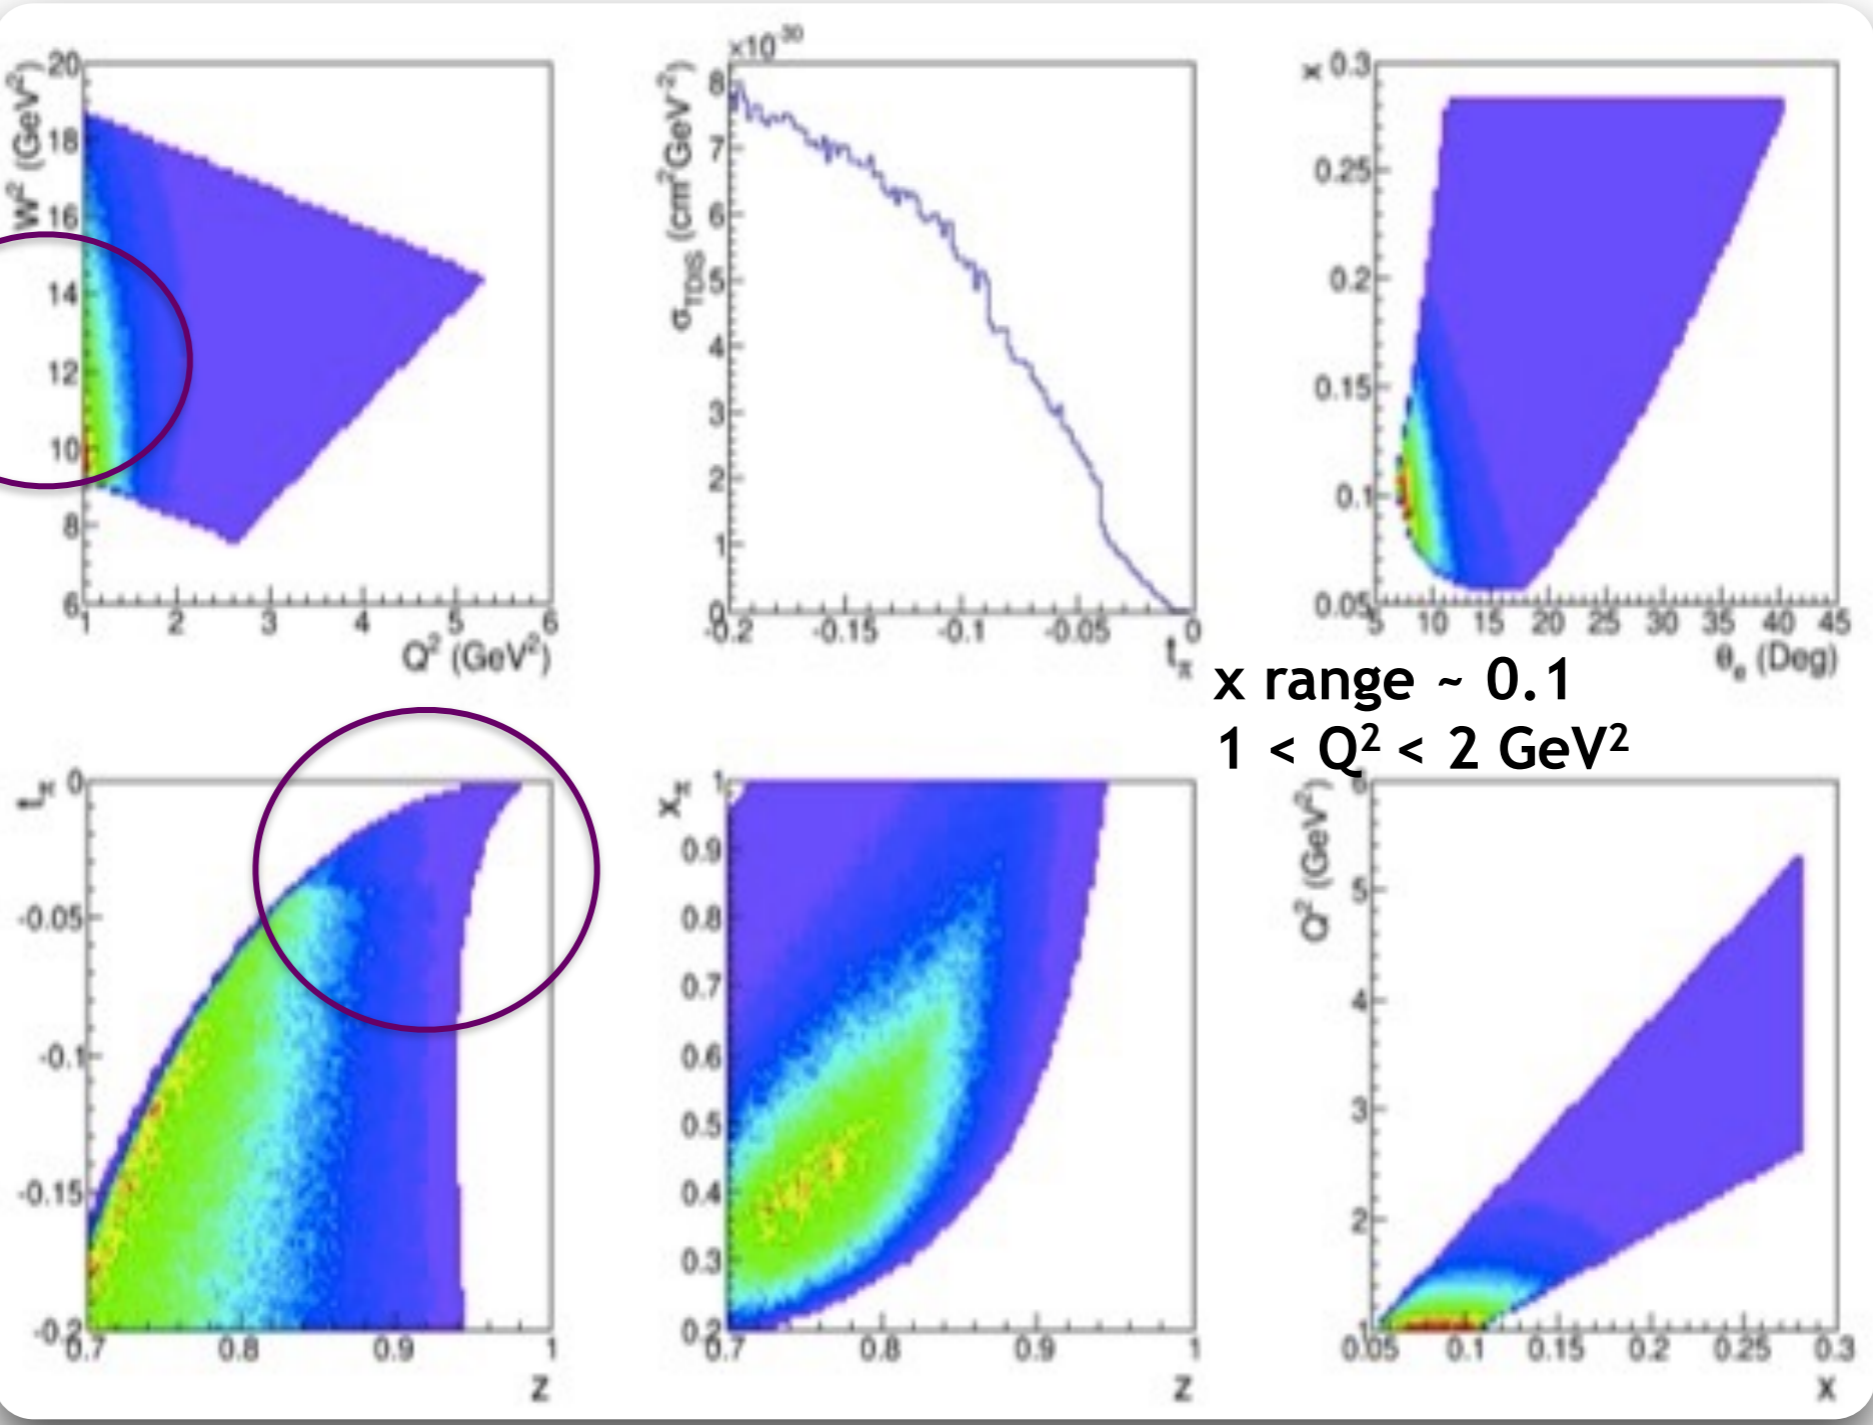 W² (GeV²)
20
18
16
14
12
10
8
6
1 2 3 4 5 6
Q² (GeV²)
×10⁻³⁰
σ_TDIS (cm²GeV⁻²)
8
7
6
5
4
3
2
1
0
-0.2 -0.15 -0.1 -0.05 0
t_π
x
0.3
0.25
0.2
0.15
0.1
0.05
5 10 15 20 25 30 35 40 45
θ_e (Deg)
x range ~ 0.1
1 < Q² < 2 GeV²
t_π
0
-0.05
-0.1
-0.15
-0.2
0.7 0.8 0.9 1
z
x_π
1
0.9
0.8
0.7
0.6
0.5
0.4
0.3
0.2
0.7 0.8 0.9 1
z
Q² (GeV²)
6
5
4
3
2
1
0.05 0.1 0.15 0.2 0.25 0.3
x